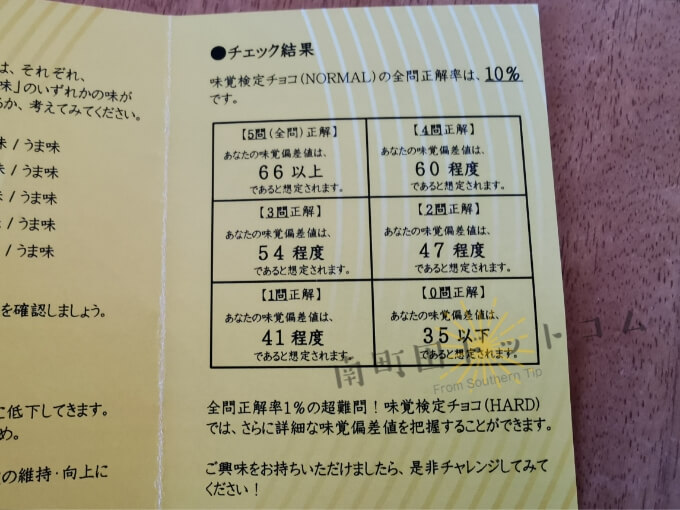 は、それぞれ、
味」のいずれかの味が
るか、考えてみてください。
味 / うま味
味 / うま味
味 / うま味
味 / うま味
/ うま味
を確認しましょう。
に低下してきます。
め。
の維持・向上に
●チェック結果
味覚検定チョコ(NORMAL)の全問正解率は、10%
です。
【5問(全問)正解】
あなたの味覚偏差値は、
66 以上
であると想定されます。
【4問正解】
あなたの味覚偏差値は、
60 程度
であると想定されます。
【3問正解】
あなたの味覚偏差値は、
54 程度
であると想定されます。
【2問正解】
あなたの味覚偏差値は、
47 程度
であると想定されます。
【1問正解】
あなたの味覚偏差値は、
41 程度
であると想定されます。
【0問正解】
あなたの味覚偏差値は、
35 以下
であると想定されます。
南町田ドットコム
From Southern Tip
全問正解率1%の超難問！味覚検定チョコ(HARD)
では、さらに詳細な味覚偏差値を把握することができます。
ご興味をお持ちいただけましたら、是非チャレンジしてみて
ください！